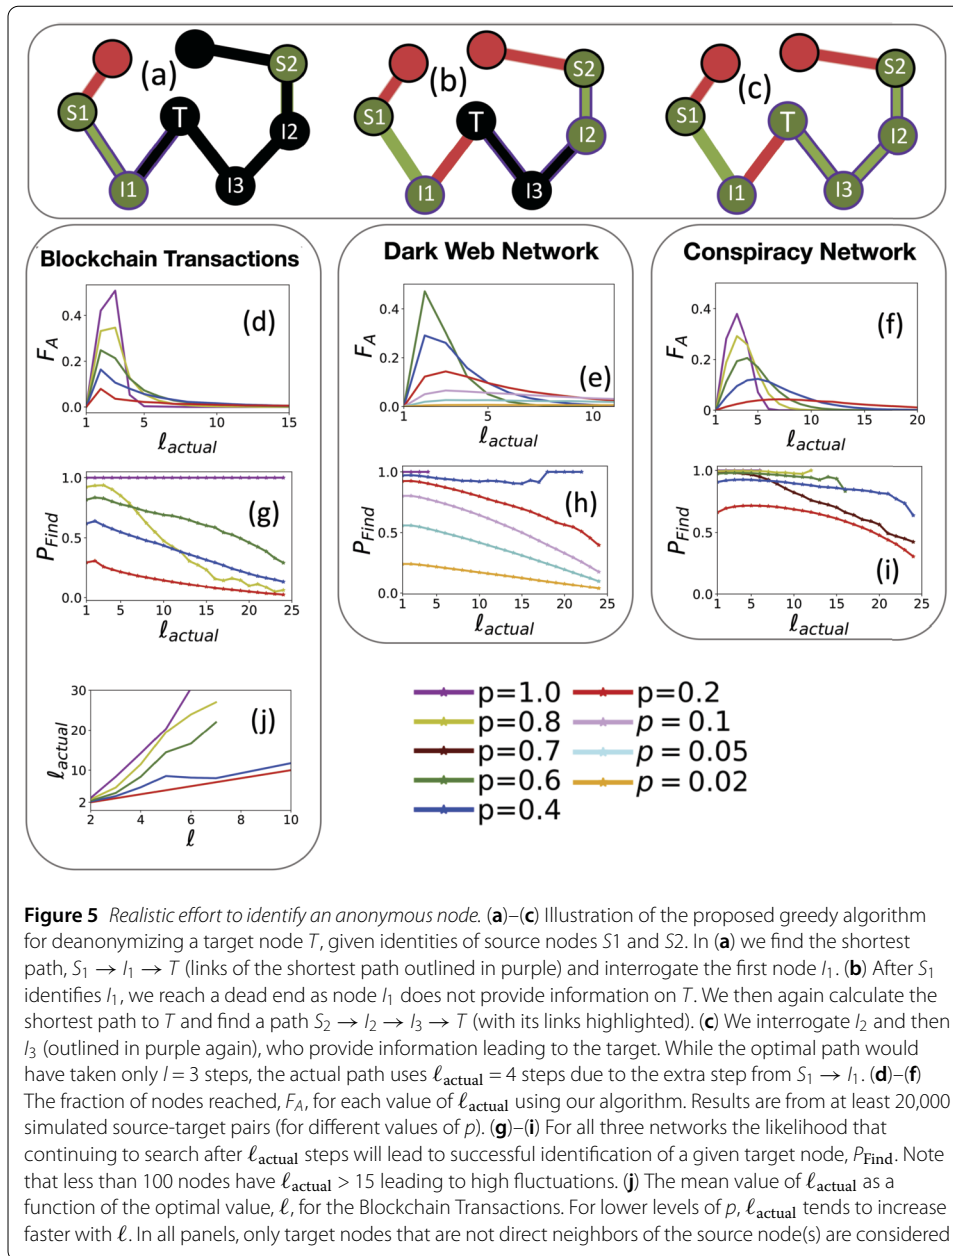 (a)
S1
I1
T
I3
I2
S2
(b)
S1
I1
T
I3
I2
S2
(c)
S1
I1
T
I3
I2
S2
Blockchain Transactions
(d)
F_A
0.4
0.2
0.0
1 5 10 15
ℓ_actual
(g)
P_Find
1.0
0.5
0.0
1 5 10 15 20 25
ℓ_actual
(j)
ℓ_actual
30
20
10
2
2 4 6 8 10
ℓ
Dark Web Network
(e)
F_A
0.4
0.2
0.0
1 5 10
ℓ_actual
(h)
P_Find
1.0
0.5
0.0
1 5 10 15 20 25
ℓ_actual
Conspiracy Network
(f)
F_A
0.4
0.2
0
1 5 10 15 20
ℓ_actual
(i)
P_Find
1.0
0.5
0.0
1 5 10 15 20 25
ℓ_actual
p=1.0
p=0.8
p=0.7
p=0.6
p=0.4
p=0.2
p = 0.1
p = 0.05
p = 0.02
Figure 5 Realistic effort to identify an anonymous node. (a)–(c) Illustration of the proposed greedy algorithm
for deanonymizing a target node T, given identities of source nodes S1 and S2. In (a) we find the shortest
path, S₁ → I₁ → T (links of the shortest path outlined in purple) and interrogate the first node I₁. (b) After S₁
identifies I₁, we reach a dead end as node I₁ does not provide information on T. We then again calculate the
shortest path to T and find a path S₂ → I₂ → I₃ → T (with its links highlighted). (c) We interrogate I₂ and then
I₃ (outlined in purple again), who provide information leading to the target. While the optimal path would
have taken only l = 3 steps, the actual path uses ℓ_actual = 4 steps due to the extra step from S₁ → I₁. (d)–(f)
The fraction of nodes reached, F_A, for each value of ℓ_actual using our algorithm. Results are from at least 20,000
simulated source-target pairs (for different values of p). (g)–(i) For all three networks the likelihood that
continuing to search after ℓ_actual steps will lead to successful identification of a given target node, P_Find. Note
that less than 100 nodes have ℓ_actual > 15 leading to high fluctuations. (j) The mean value of ℓ_actual as a
function of the optimal value, ℓ, for the Blockchain Transactions. For lower levels of p, ℓ_actual tends to increase
faster with ℓ. In all panels, only target nodes that are not direct neighbors of the source node(s) are considered